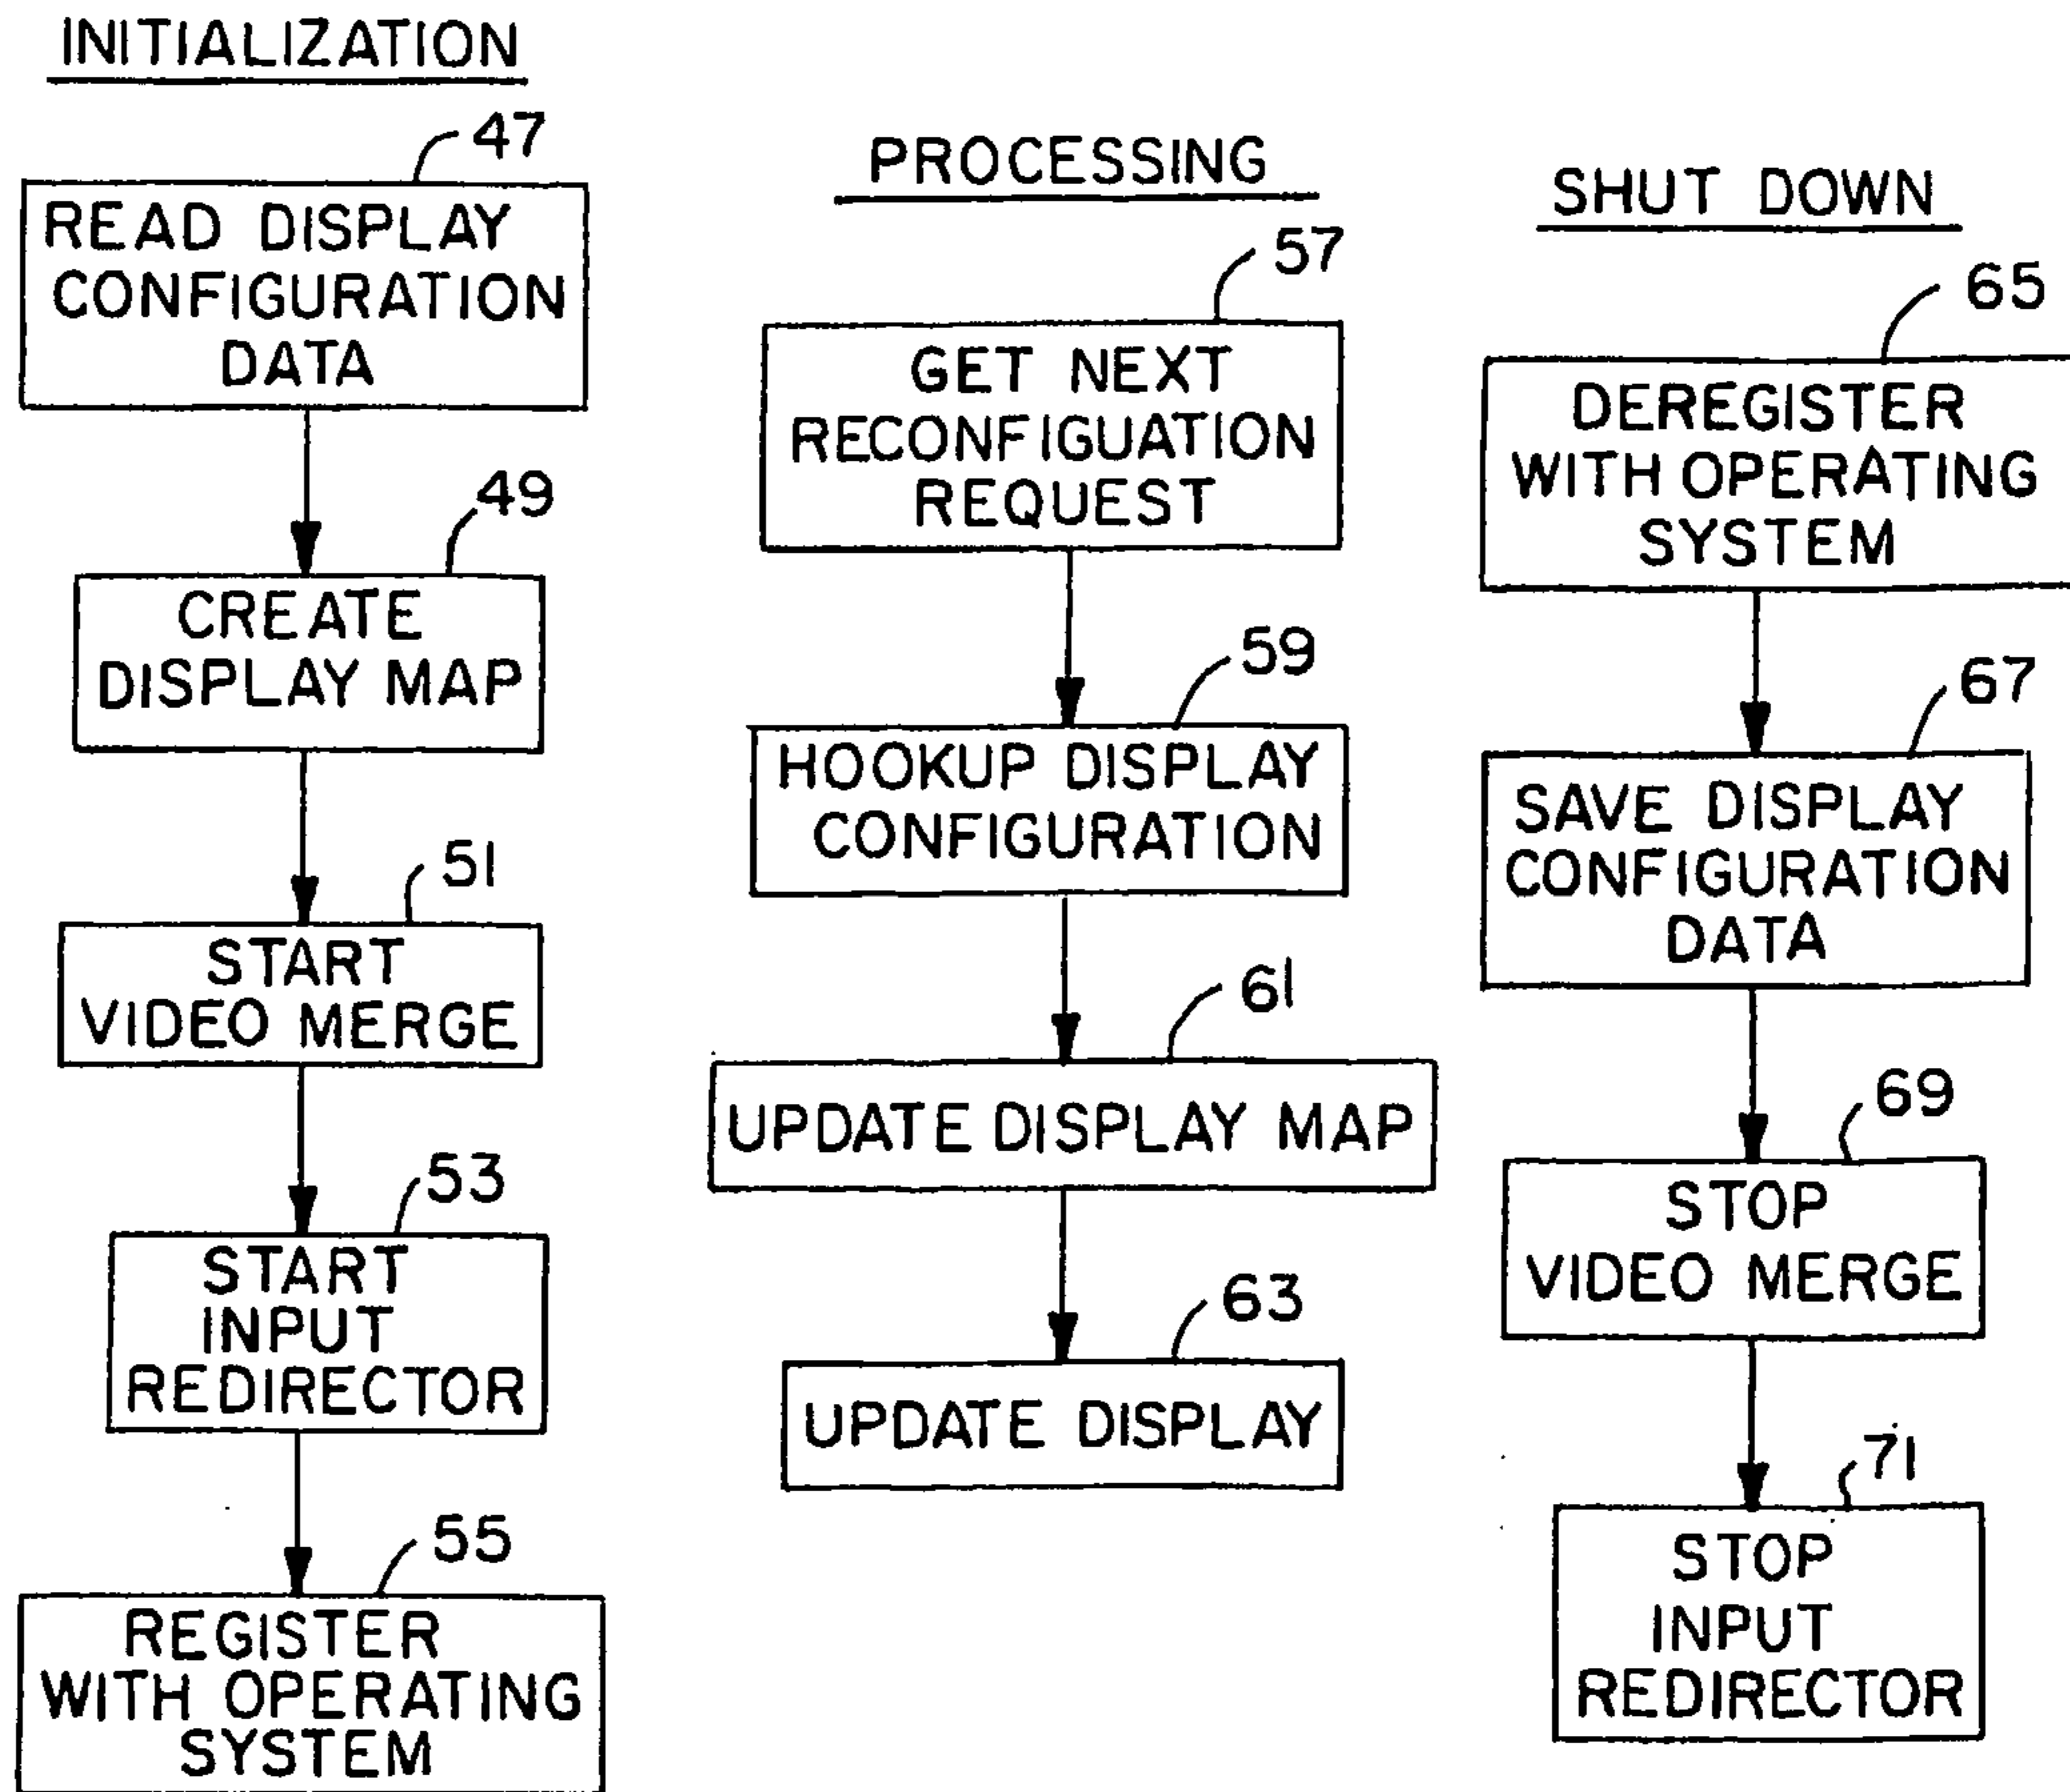 INITIALIZATION
47
READ DISPLAY
CONFIGURATION
DATA
49
CREATE
DISPLAY MAP
51
START
VIDEO MERGE
53
START
INPUT
REDIRECTOR
55
REGISTER
WITH OPERATING
SYSTEM
PROCESSING
57
GET NEXT
RECONFIGUATION
REQUEST
59
HOOKUP DISPLAY
CONFIGURATION
61
UPDATE DISPLAY MAP
63
UPDATE DISPLAY
SHUT DOWN
65
DEREGISTER
WITH OPERATING
SYSTEM
67
SAVE DISPLAY
CONFIGURATION
DATA
69
STOP
VIDEO MERGE
71
STOP
INPUT
REDIRECTOR